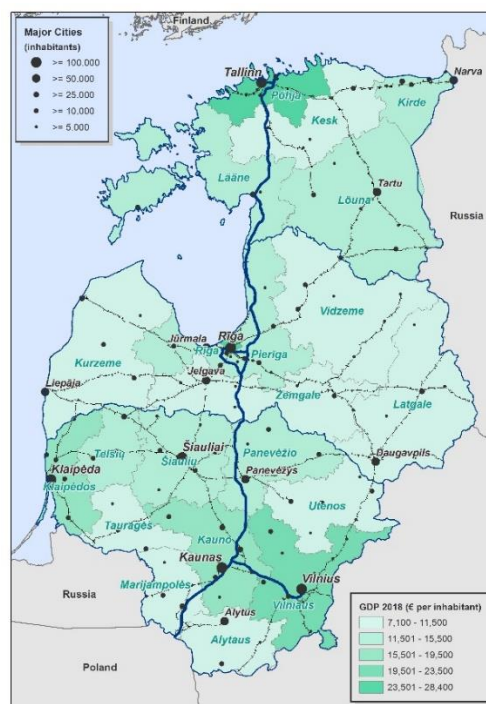 Finland
Major Cities
(inhabitants)
>= 100.000
>= 50.000
>= 25.000
>= 10.000
>= 5.000
Tallinn
Põhja
Narva
Kesk
Kirde
Lääne
Tartu
Lõuna
Russia
Vidzeme
Jūrmala
Rīga
Rīga
Pierīga
Kurzeme
Jelgava
Liepāja
Zemgale
Latgale
Daugavpils
Telšių
Šiauliai
Šiaulių
Panevėžio
Klaipėda
Klaipėdos
Panevėžys
Utenos
Tauragės
Kauno
Kaunas
Vilnius
Russia
Marijampolės
Vilniaus
Alytus
Alytaus
Poland
GDP 2018 (€ per inhabitant)
7,100 - 11,500
11,501 - 15,500
15,501 - 19,500
19,501 - 23,500
23,501 - 28,400